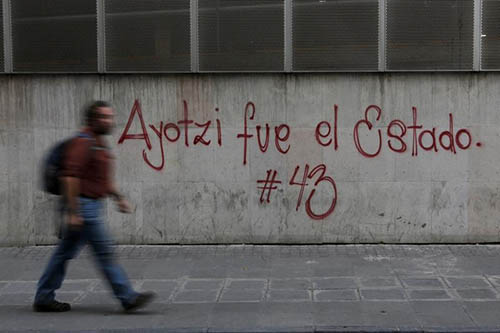 Ayotzi fue el Estado.
#43